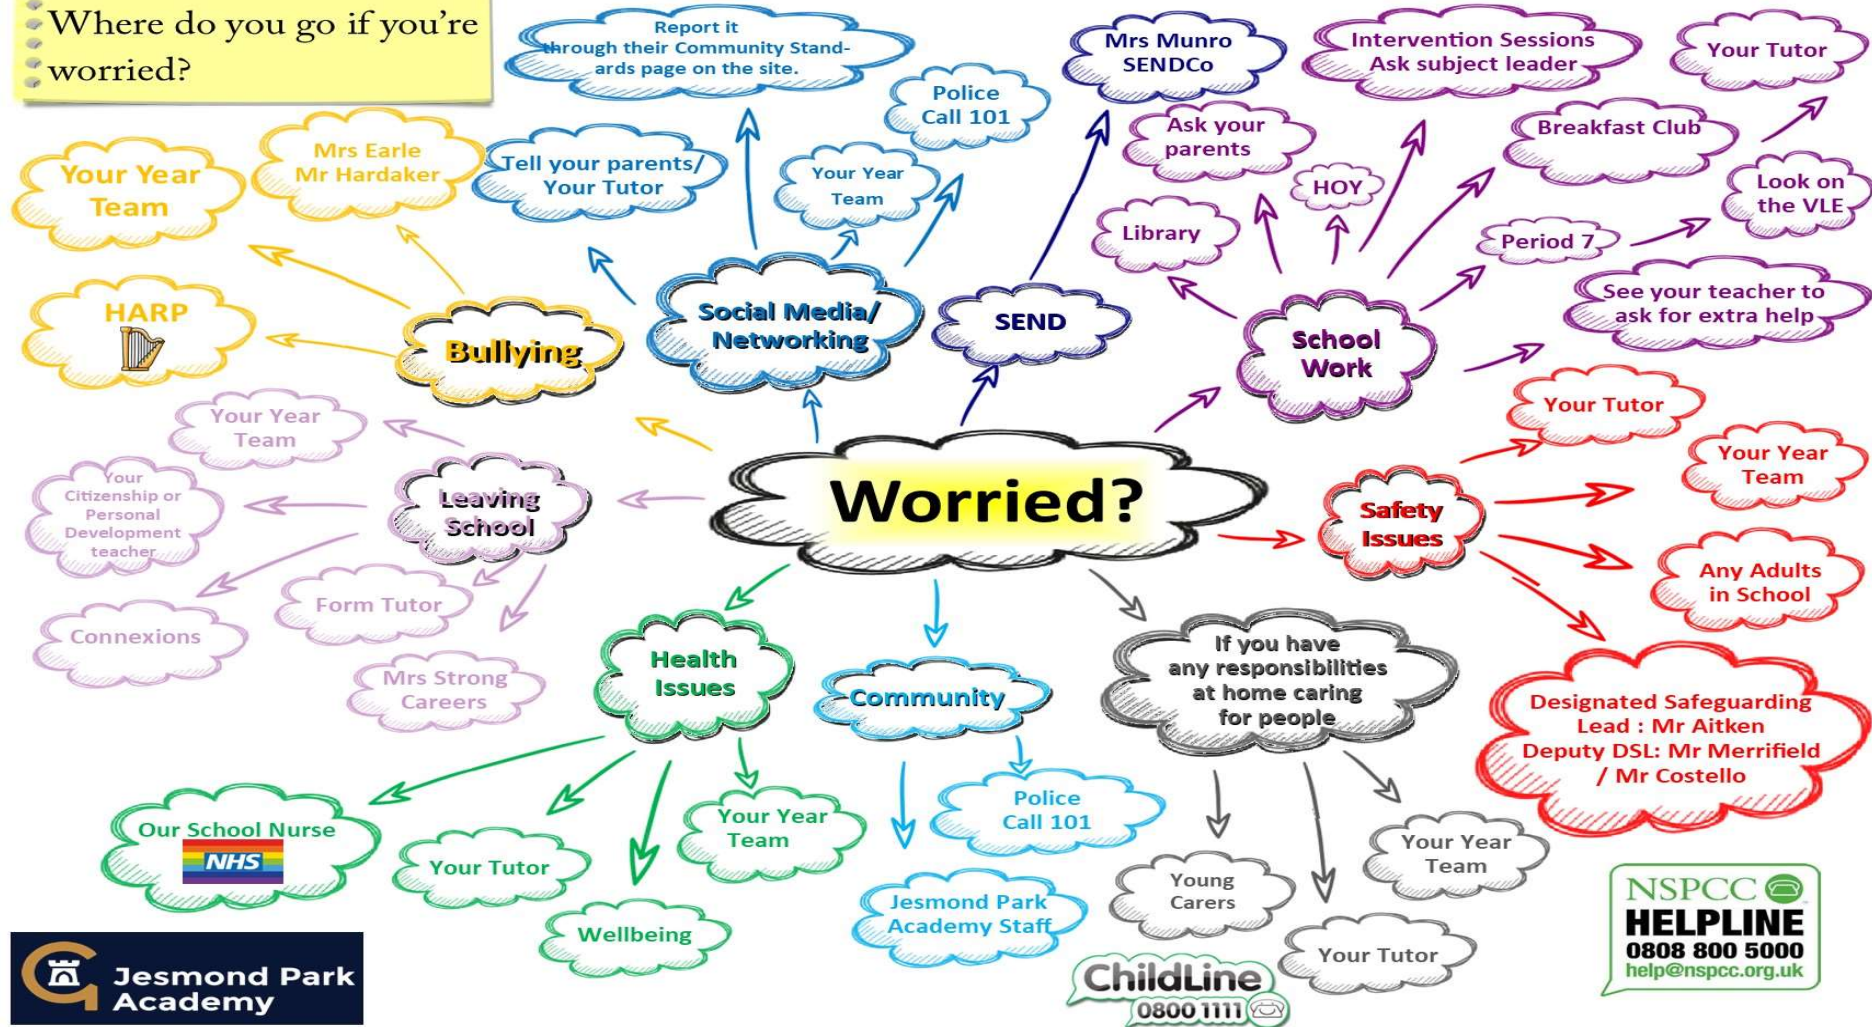 Where do you go if you're
worried?
Report it
through their Community Stand-
ards page on the site.
Police
Call 101
Tell your parents/
Your Tutor
Your Year
Team
Social Media/
Networking
Mrs Munro
SENDCo
SEND
Intervention Sessions
Ask subject leader
Your Tutor
Ask your
parents
HOY
Breakfast Club
Look on
the VLE
Library
Period 7
See your teacher to
ask for extra help
School
Work
Your Year
Team
Mrs Earle
Mr Hardaker
HARP
Bullying
Worried?
Your Year
Team
Your
Citizenship or
Personal
Development
teacher
Leaving
School
Connexions
Form Tutor
Mrs Strong
Careers
Safety
Issues
Your Tutor
Your Year
Team
Any Adults
in School
Designated Safeguarding
Lead : Mr Aitken
Deputy DSL: Mr Merrifield
/ Mr Costello
Health
Issues
Our School Nurse
NHS
Your Tutor
Wellbeing
Your Year
Team
Community
Police
Call 101
Jesmond Park
Academy Staff
If you have
any responsibilities
at home caring
for people
Young
Carers
Your Tutor
Your Year
Team
Jesmond Park
Academy
ChildLine
0800 1111
NSPCC
HELPLINE
0808 800 5000
help@nspcc.org.uk